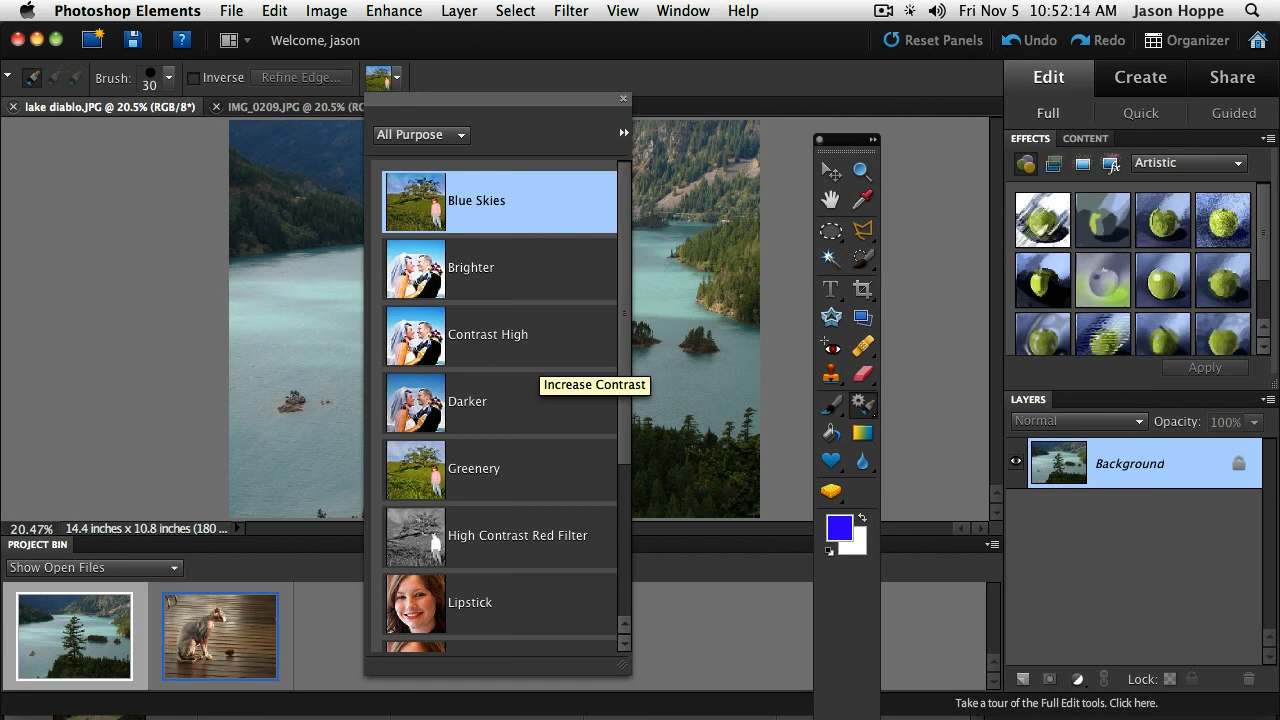 Photoshop Elements File Edit Image Enhance Layer Select Filter View Window Help Fri Nov 5 10:52:14 AM Jason Hoppe
Welcome, jason Reset Panels Undo Redo Organizer
Brush: 30 Inverse Refine Edge... Edit Create Share
lake diablo.JPG @ 20.5% (RGB/8*) IMG_0209.JPG @ 20.5% (RG Full Quick Guided
All Purpose
EFFECTS CONTENT
Artistic
Blue Skies
Brighter
Contrast High
Increase Contrast
Darker
Greenery
High Contrast Red Filter
Lipstick
Apply
LAYERS
Normal Opacity: 100%
Background
20.47% 14.4 inches x 10.8 inches (180 ...
PROJECT BIN
Show Open Files
Lock:
Take a tour of the Full Edit tools. Click here.